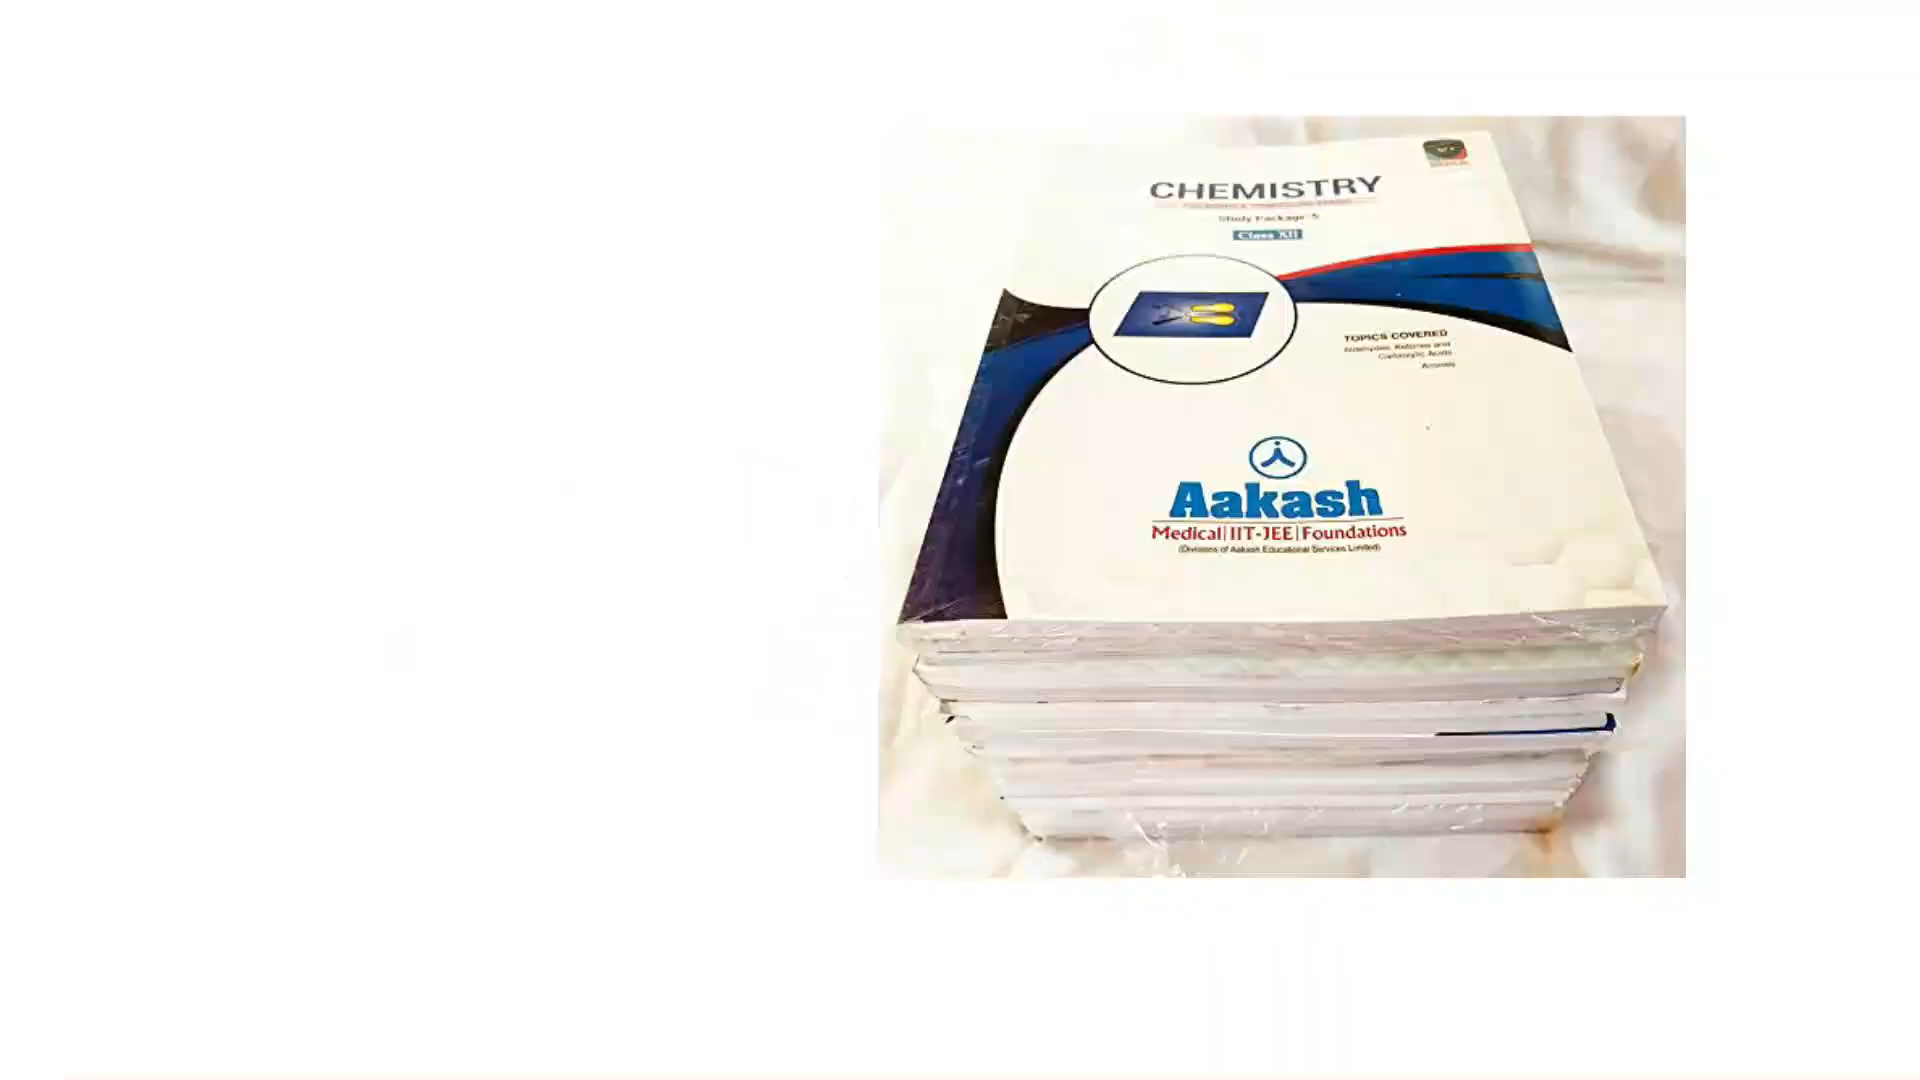 CHEMISTRY
Study Package-5
Class XII
TOPICS COVERED
Aldehydes, Ketones and
Carboxylic Acids
Amines
Aakash
Medical|IIT-JEE|Foundations
(Divisions of Aakash Educational Services Limited)